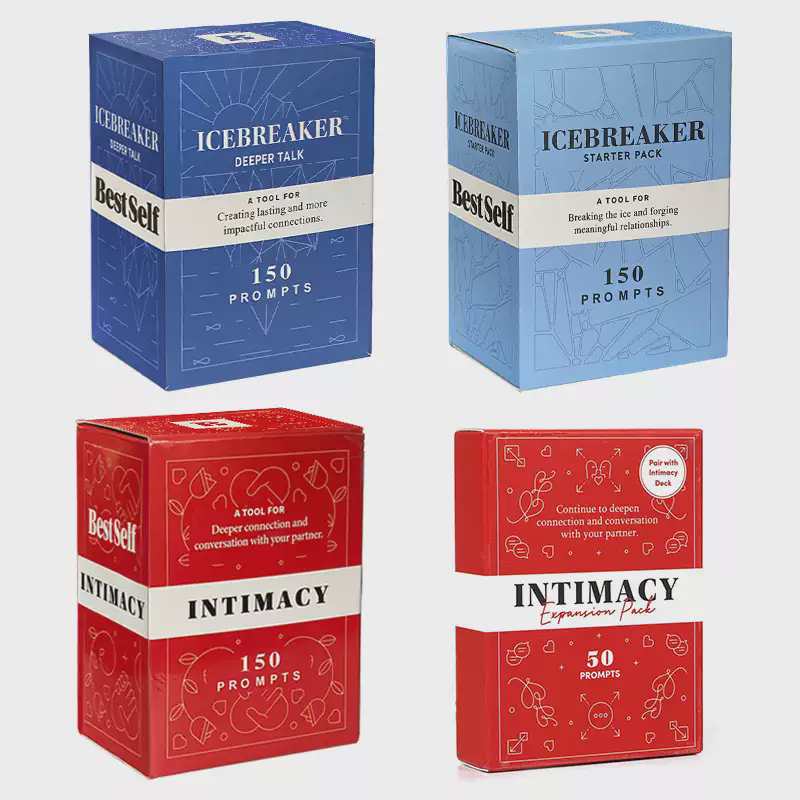 ICEBREAKER
DEEPER TALK
BestSelf
ICEBREAKER
DEEPER TALK
A TOOL FOR
Creating lasting and more
impactful connections.
150
PROMPTS
ICEBREAKER
STARTER PACK
BestSelf
ICEBREAKER
STARTER PACK
A TOOL FOR
Breaking the ice and forging
meaningful relationships.
150
PROMPTS
BestSelf
INTIMACY
A TOOL FOR
Deeper connection and
conversation with your partner.
INTIMACY
150
PROMPTS
Pair with
Intimacy
Deck
Continue to deepen
connection and conversation
with your partner.
INTIMACY
Expansion Pack
50
PROMPTS